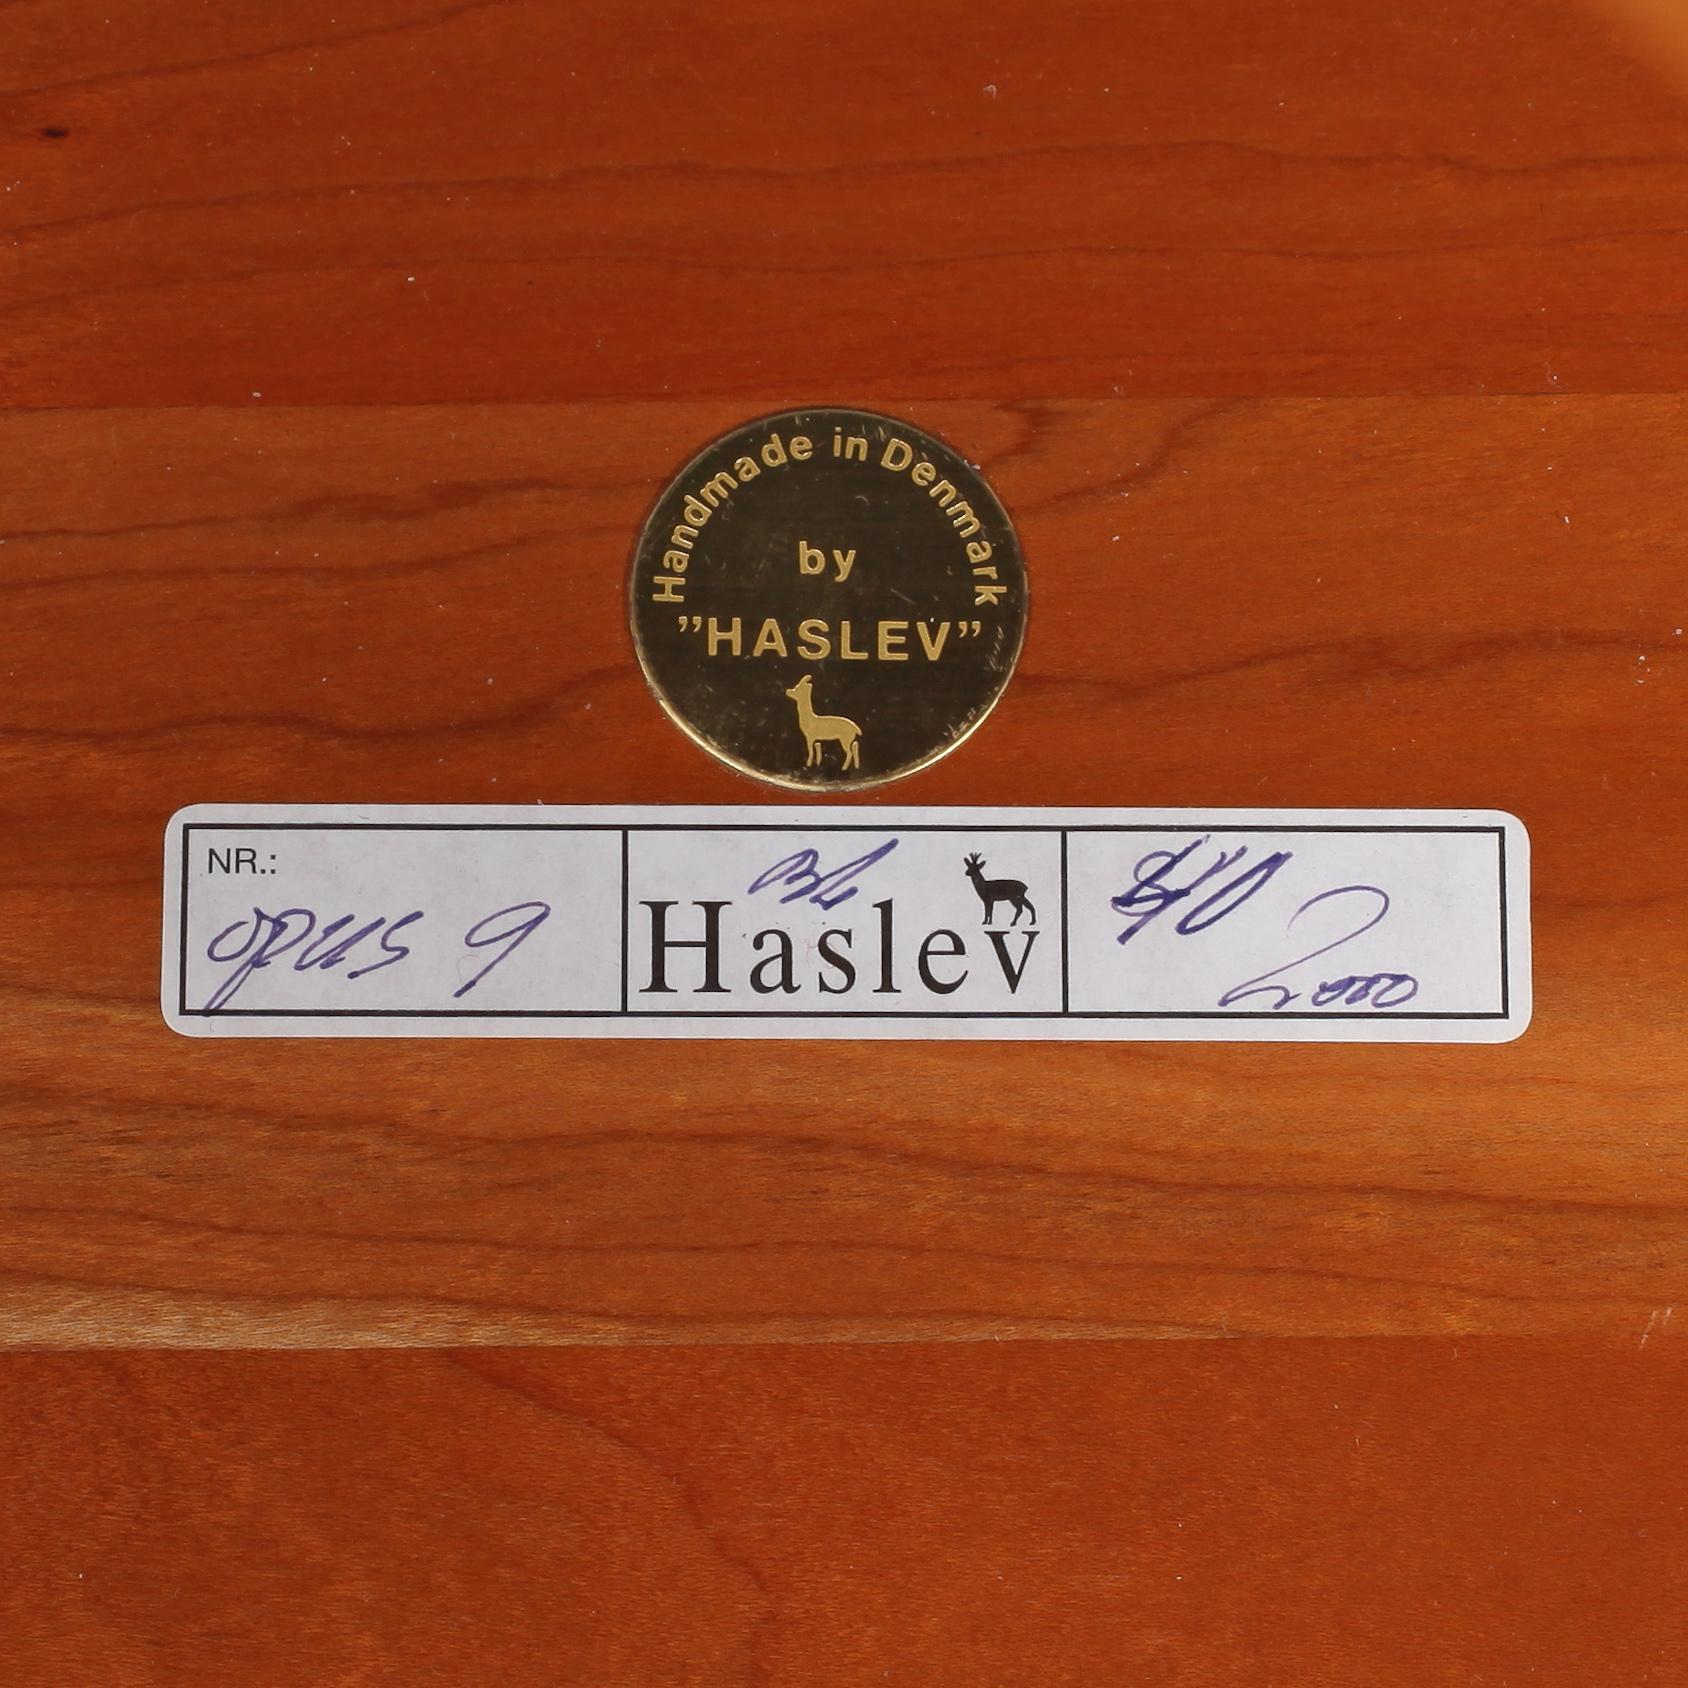 Handmade in Denmark
by
”HASLEV”
NR.:
opus 9
Haslev
2000